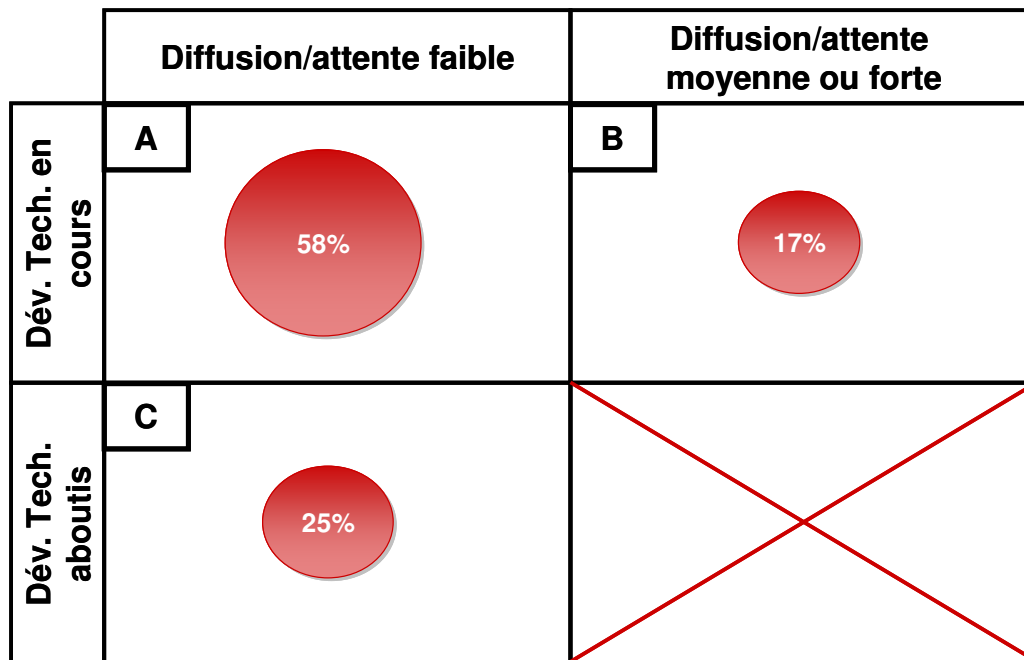 Diffusion/attente faible
Diffusion/attente
moyenne ou forte
Dév. Tech. en
cours
A
58%
B
17%
Dév. Tech.
aboutis
C
25%